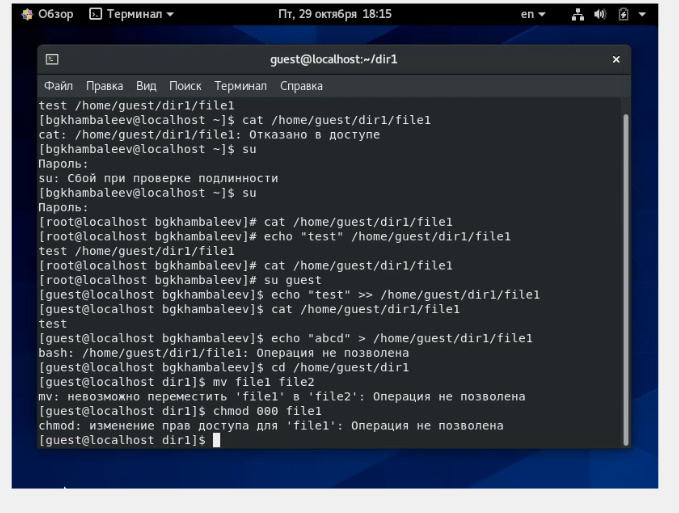 Обзор Терминал Пт, 29 октября 18:15 en
guest@localhost:~/dir1
Файл Правка Вид Поиск Терминал Справка
test /home/guest/dir1/file1
[bgkhambaleev@localhost ~]$ cat /home/guest/dir1/file1
cat: /home/guest/dir1/file1: Отказано в доступе
[bgkhambaleev@localhost ~]$ su
Пароль:
su: Сбой при проверке подлинности
[bgkhambaleev@localhost ~]$ su
Пароль:
[root@localhost bgkhambaleev]# cat /home/guest/dir1/file1
[root@localhost bgkhambaleev]# echo "test" /home/guest/dir1/file1
test /home/guest/dir1/file1
[root@localhost bgkhambaleev]# cat /home/guest/dir1/file1
[root@localhost bgkhambaleev]# su guest
[guest@localhost bgkhambaleev]$ echo "test" >> /home/guest/dir1/file1
[guest@localhost bgkhambaleev]$ cat /home/guest/dir1/file1
test
[guest@localhost bgkhambaleev]$ echo "abcd" > /home/guest/dir1/file1
bash: /home/guest/dir1/file1: Операция не позволена
[guest@localhost bgkhambaleev]$ cd /home/guest/dir1
[guest@localhost dir1]$ mv file1 file2
mv: невозможно переместить 'file1' в 'file2': Операция не позволена
[guest@localhost dir1]$ chmod 000 file1
chmod: изменение прав доступа для 'file1': Операция не позволена
[guest@localhost dir1]$